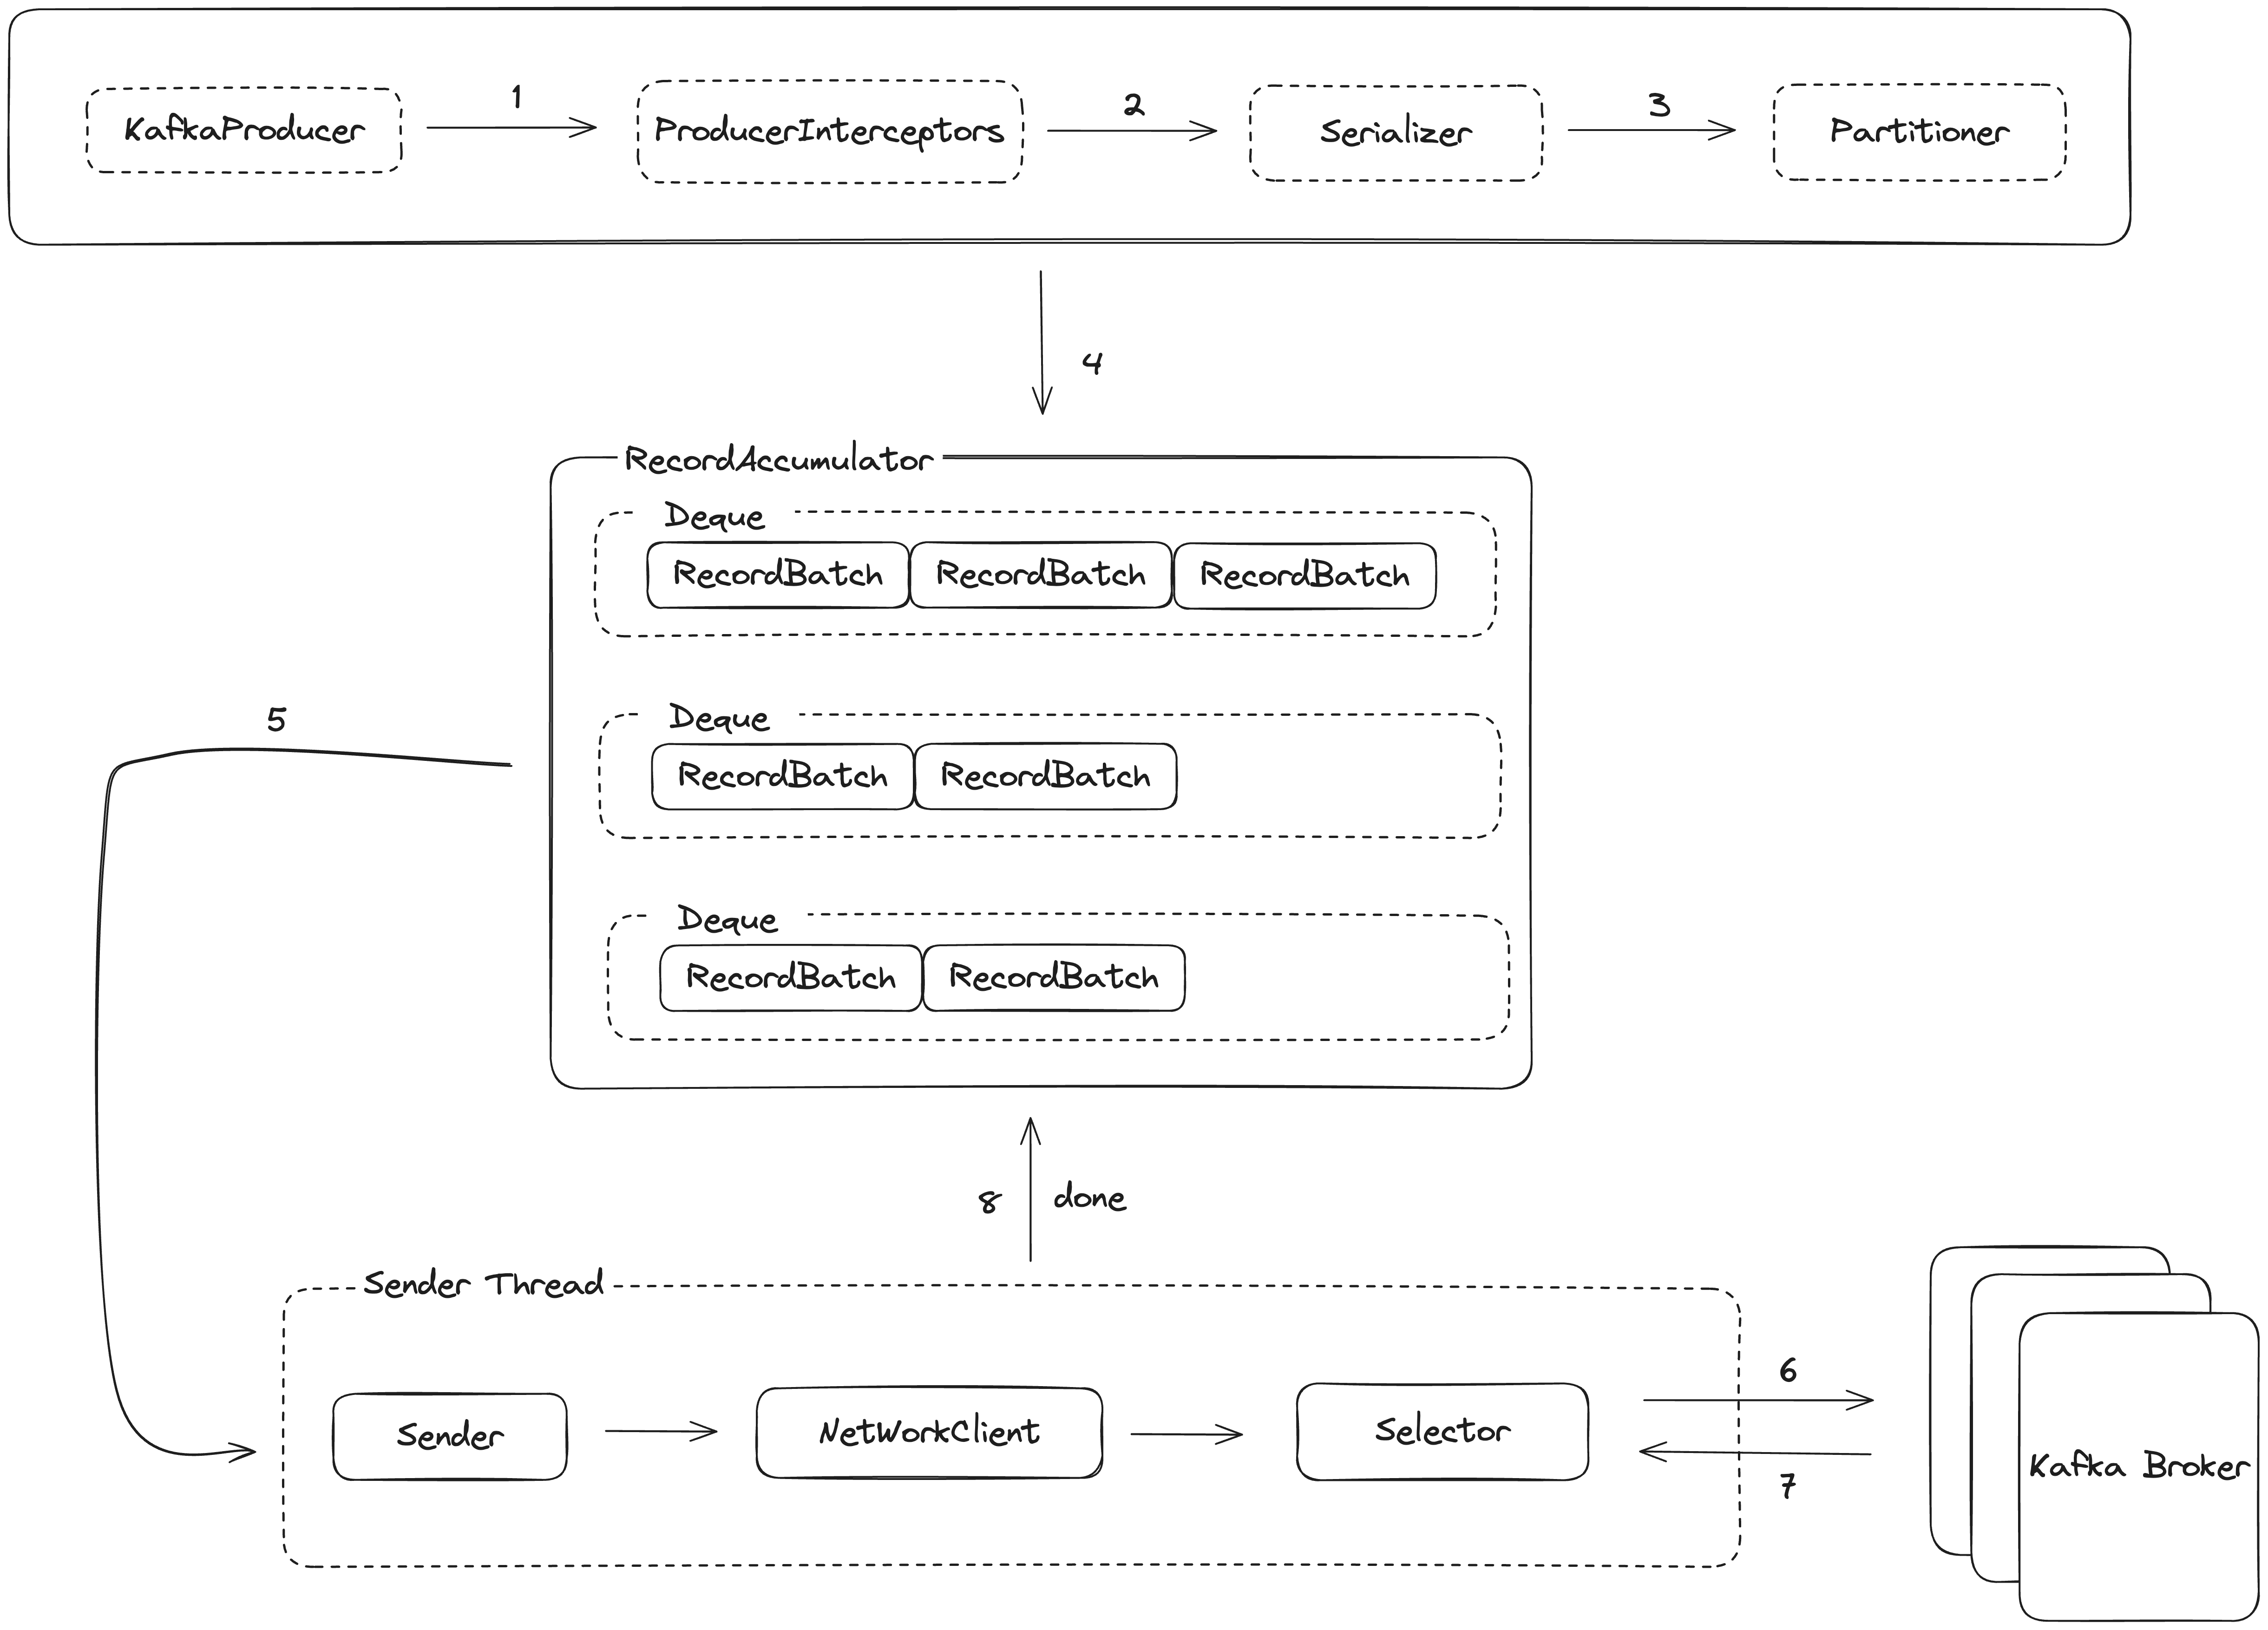 1
2
3
KafkaProducer
ProducerInterceptors
Serializer
Partitioner
4
RecordAccumulator
Deque
RecordBatch
RecordBatch
RecordBatch
5
Deque
RecordBatch
RecordBatch
Deque
RecordBatch
RecordBatch
8
done
Sender Thread
6
Sender
NetWorkClient
Selector
Kafka Broker
7